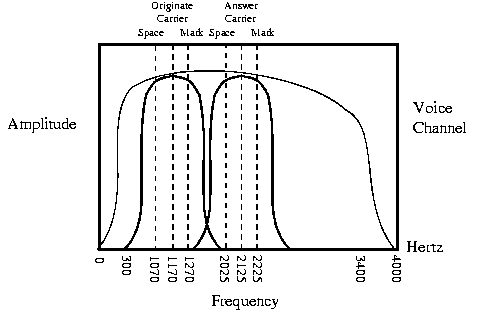 Originate Answer
Carrier Carrier
Space Mark Space Mark
Amplitude
Voice
Channel
Hertz
0 300 1070 1170 1270 2025 2125 2225 3400 4000
Frequency